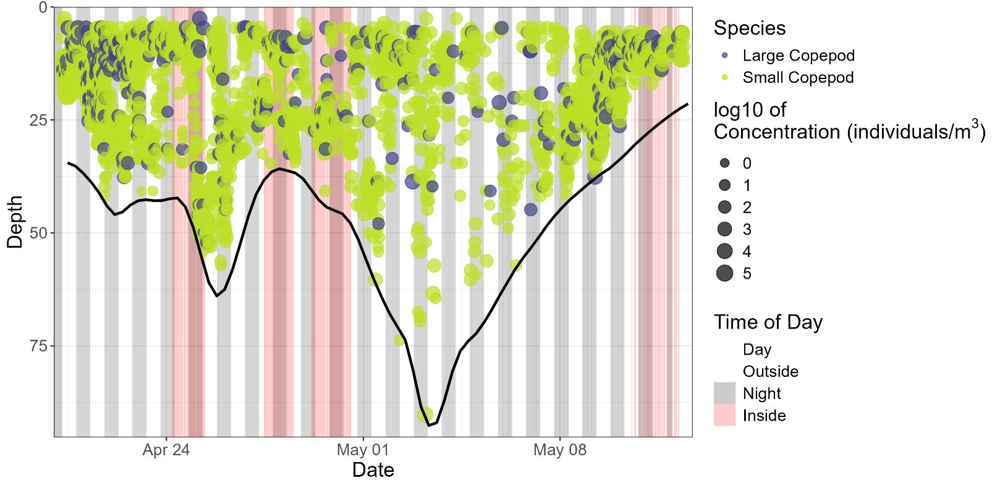 0
25
50
75
Depth
Apr 24
May 01
May 08
Date
Species
Large Copepod
Small Copepod
log10 of
Concentration (individuals/m³)
0
1
2
3
4
5
Time of Day
Day
Outside
Night
Inside